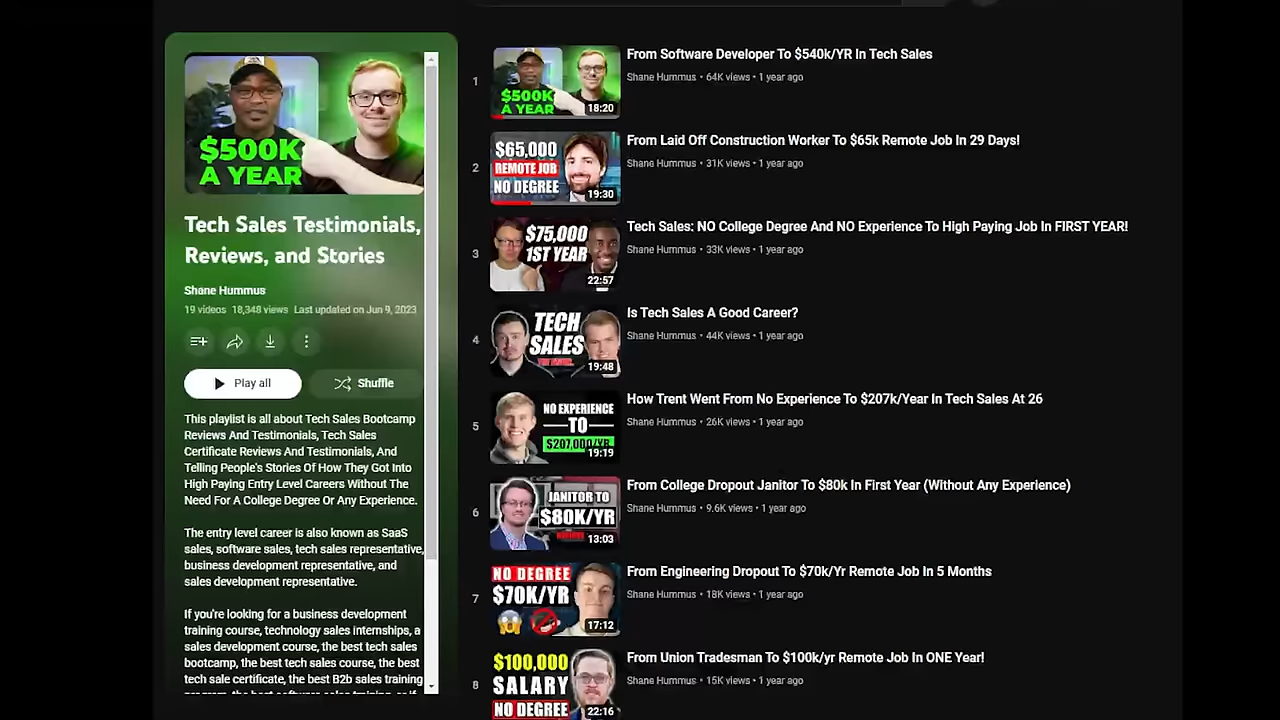 $500K
A YEAR
Tech Sales Testimonials,
Reviews, and Stories
Shane Hummus
19 videos 18,348 views Last updated on Jun 9, 2023
Play all
Shuffle
This playlist is all about Tech Sales Bootcamp
Reviews And Testimonials, Tech Sales
Certificate Reviews And Testimonials, And
Telling People's Stories Of How They Got Into
High Paying Entry Level Careers Without The
Need For A College Degree Or Any Experience.
The entry level career is also known as SaaS
sales, software sales, tech sales representative,
business development representative, and
sales development representative.
If you're looking for a business development
training course, technology sales internships, a
sales development course, the best tech sales
bootcamp, the best tech sales course, the best
tech sale certificate, the best B2b sales training
1
$500K
A YEAR
18:20
From Software Developer To $540k/YR In Tech Sales
Shane Hummus • 64K views • 1 year ago
2
$65,000
REMOTE JOB
NO DEGREE
19:30
From Laid Off Construction Worker To $65k Remote Job In 29 Days!
Shane Hummus • 31K views • 1 year ago
3
$75,000
1ST YEAR
22:57
Tech Sales: NO College Degree And NO Experience To High Paying Job In FIRST YEAR!
Shane Hummus • 33K views • 1 year ago
4
TECH
SALES
19:48
Is Tech Sales A Good Career?
Shane Hummus • 44K views • 1 year ago
5
NO EXPERIENCE
TO
$207,000/YR
19:19
How Trent Went From No Experience To $207k/Year In Tech Sales At 26
Shane Hummus • 26K views • 1 year ago
6
JANITOR TO
$80K/YR
13:03
From College Dropout Janitor To $80k In First Year (Without Any Experience)
Shane Hummus • 9.6K views • 1 year ago
7
NO DEGREE
$70K/YR
17:12
From Engineering Dropout To $70k/Yr Remote Job In 5 Months
Shane Hummus • 18K views • 1 year ago
8
$100,000
SALARY
NO DEGREE
22:16
From Union Tradesman To $100k/yr Remote Job In ONE Year!
Shane Hummus • 15K views • 1 year ago